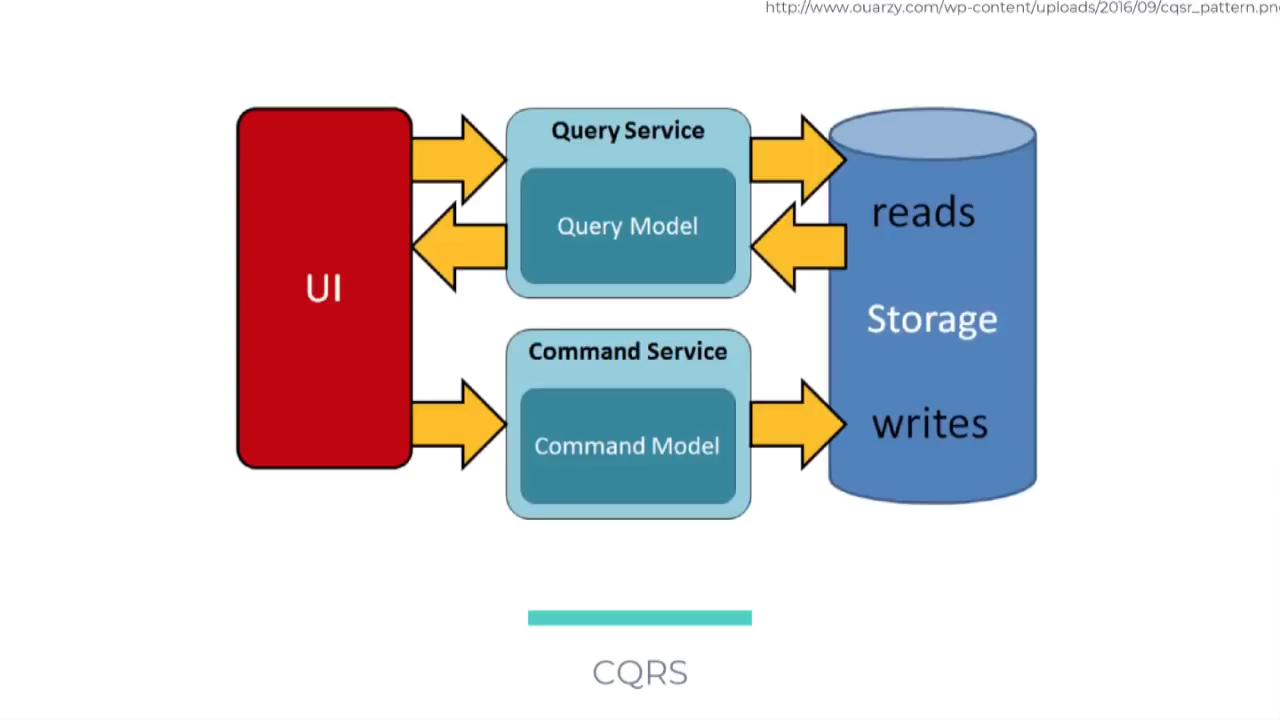 http://www.ouarzy.com/wp-content/uploads/2016/09/cqsr_pattern.pn
Query Service
Query Model
reads
UI
Storage
Command Service
Command Model
writes
CQRS